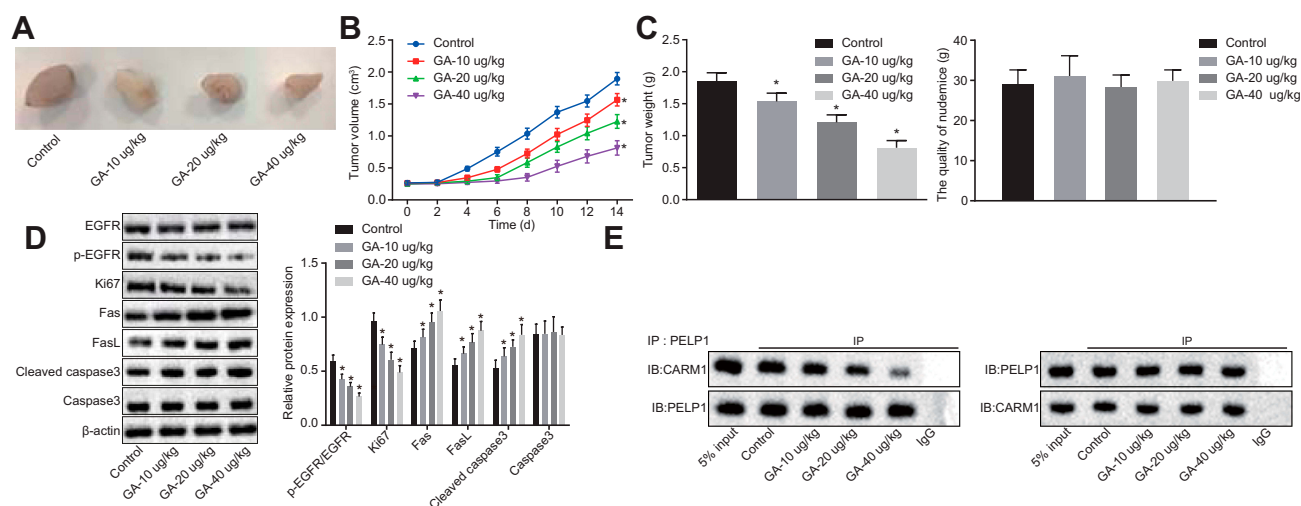 A
Control
GA-10 ug/kg
GA-20 ug/kg
GA-40 ug/kg
B
Control
GA-10 ug/kg
GA-20 ug/kg
GA-40 ug/kg
Tumor volume (cm³)
2.5
2.0
1.5
1.0
0.5
0.0
*
*
*
0 2 4 6 8 10 12 14
Time (d)
C
Control
GA-10 ug/kg
GA-20 ug/kg
GA-40 ug/kg
Tumor weight (g)
2.5
2.0
1.5
1.0
0.5
0.0
*
*
*
Control
GA-10 ug/kg
GA-20 ug/kg
GA-40 ug/kg
The quality of nudemice (g)
40
30
20
10
0
D
EGFR
p-EGFR
Ki67
Fas
FasL
Cleaved caspase3
Caspase3
β-actin
Control
GA-10 ug/kg
GA-20 ug/kg
GA-40 ug/kg
Control
GA-10 ug/kg
GA-20 ug/kg
GA-40 ug/kg
Relative protein expression
1.5
1.0
0.5
0.0
* * *
* * *
* * *
* * *
* * *
p-EGFR/EGFR
Ki67
Fas
FasL
Cleaved caspase3
Caspase3
E
IP : PELP1
IP
IB:CARM1
IB:PELP1
5% input
Control
GA-10 ug/kg
GA-20 ug/kg
GA-40 ug/kg
IgG
IP
IB:PELP1
IB:CARM1
5% input
Control
GA-10 ug/kg
GA-20 ug/kg
GA-40 ug/kg
IgG